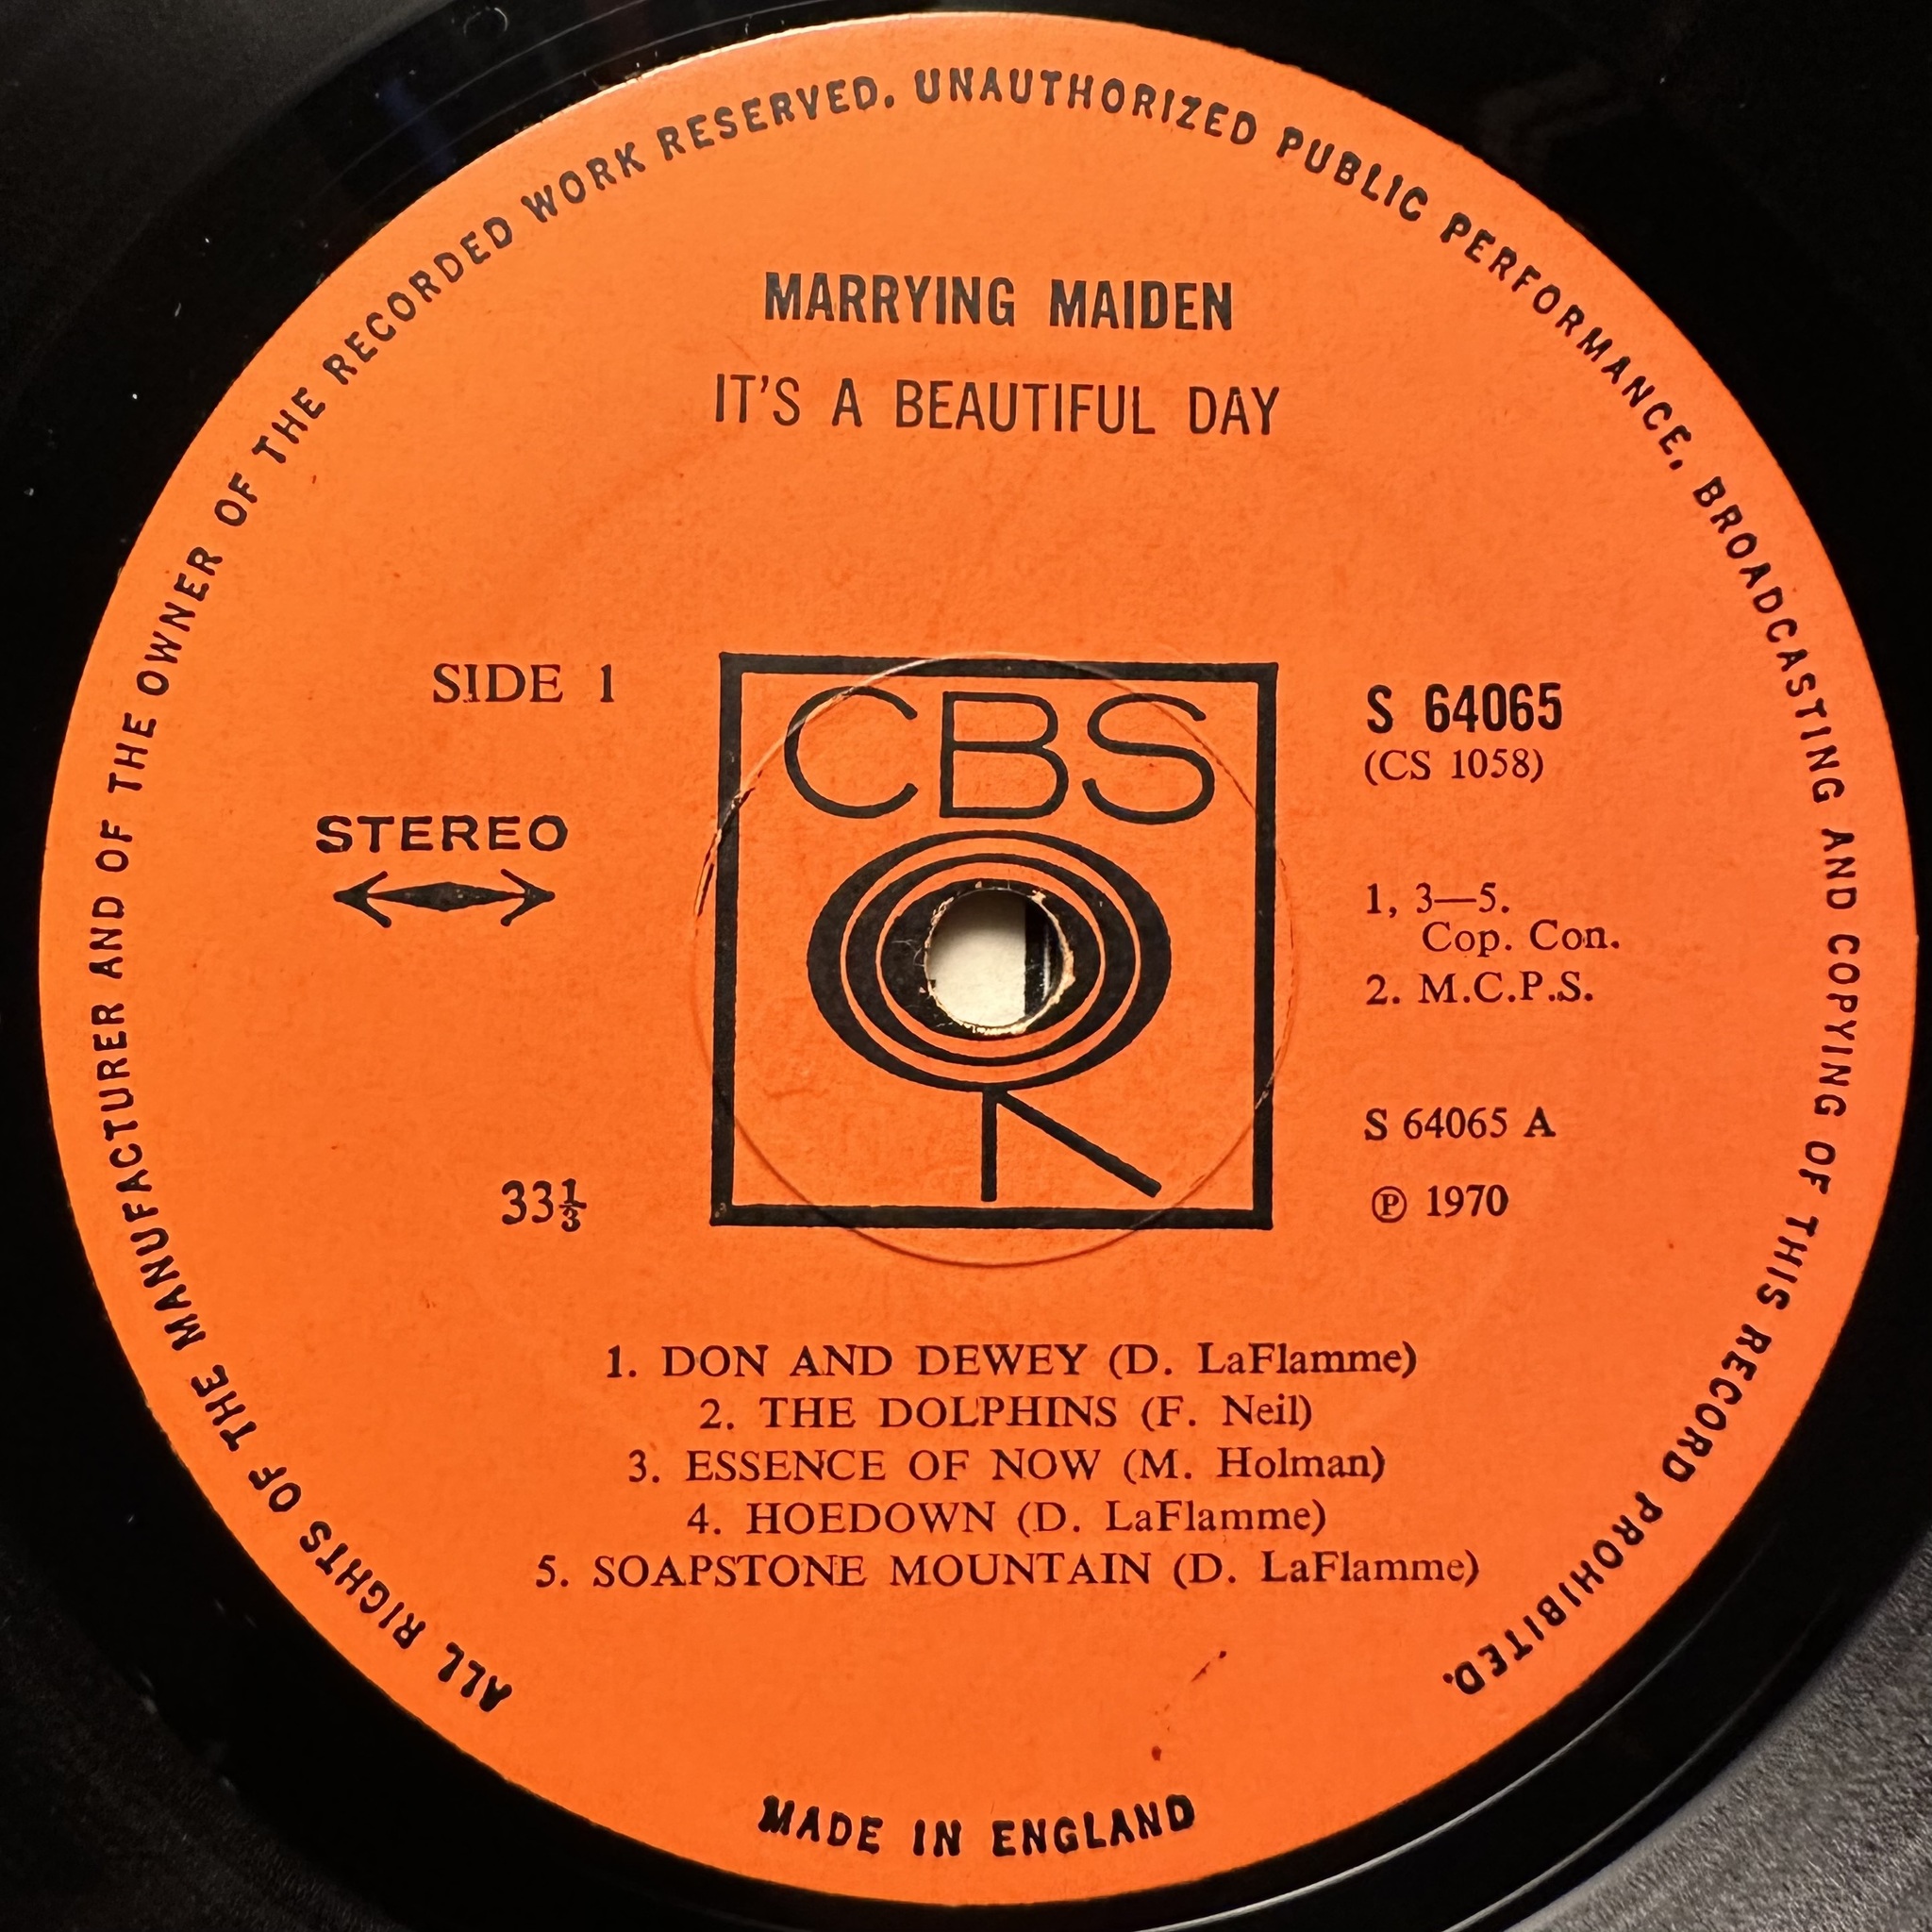 ALL RIGHTS OF THE MANUFACTURER AND OF THE OWNER OF THE RECORDED WORK RESERVED. UNAUTHORIZED PUBLIC PERFORMANCE, BROADCASTING AND COPYING OF THIS RECORD PROHIBITED.
MARRYING MAIDEN
IT'S A BEAUTIFUL DAY
SIDE 1
STEREO
33⅓
CBS
S 64065
(CS 1058)
1, 3—5.
Cop. Con.
2. M.C.P.S.
S 64065 A
Ⓟ 1970
1. DON AND DEWEY (D. LaFlamme)
2. THE DOLPHINS (F. Neil)
3. ESSENCE OF NOW (M. Holman)
4. HOEDOWN (D. LaFlamme)
5. SOAPSTONE MOUNTAIN (D. LaFlamme)
MADE IN ENGLAND